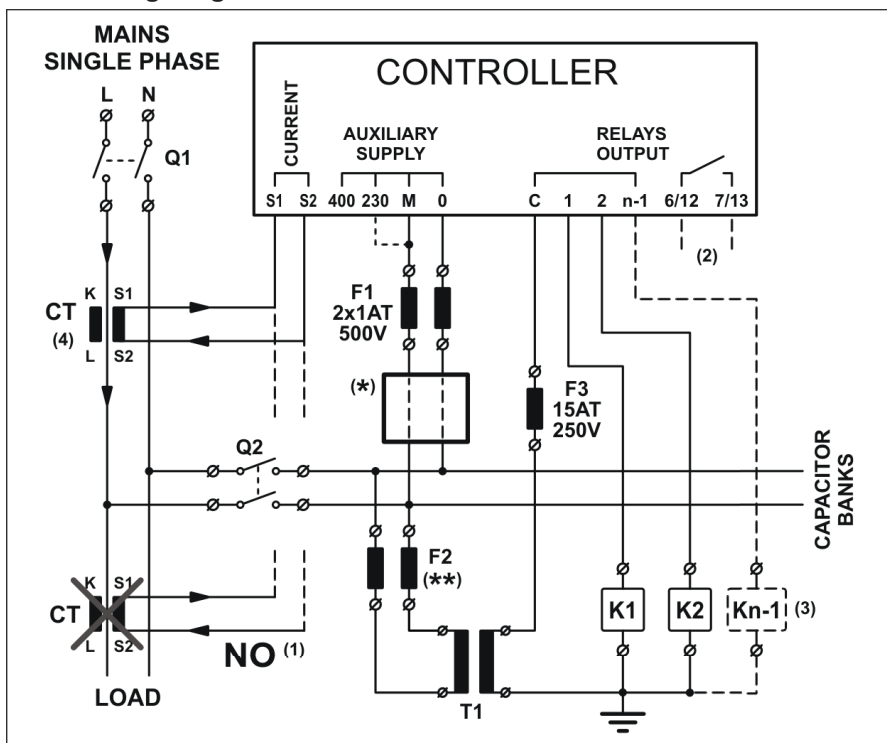 MAINS
SINGLE PHASE
L N
Q1
CONTROLLER
CURRENT
AUXILIARY
SUPPLY
RELAYS
OUTPUT
S1 S2 400 230 M 0 C 1 2 n-1 6/12 7/13
(2)
K S1
CT
(4)
L S2
F1
2x1AT
500V
(*)
F3
15AT
250V
Q2
CAPACITOR
BANKS
F2
(**)
K S1
CT
L S2
NO (1)
K1 K2 Kn-1 (3)
LOAD
T1